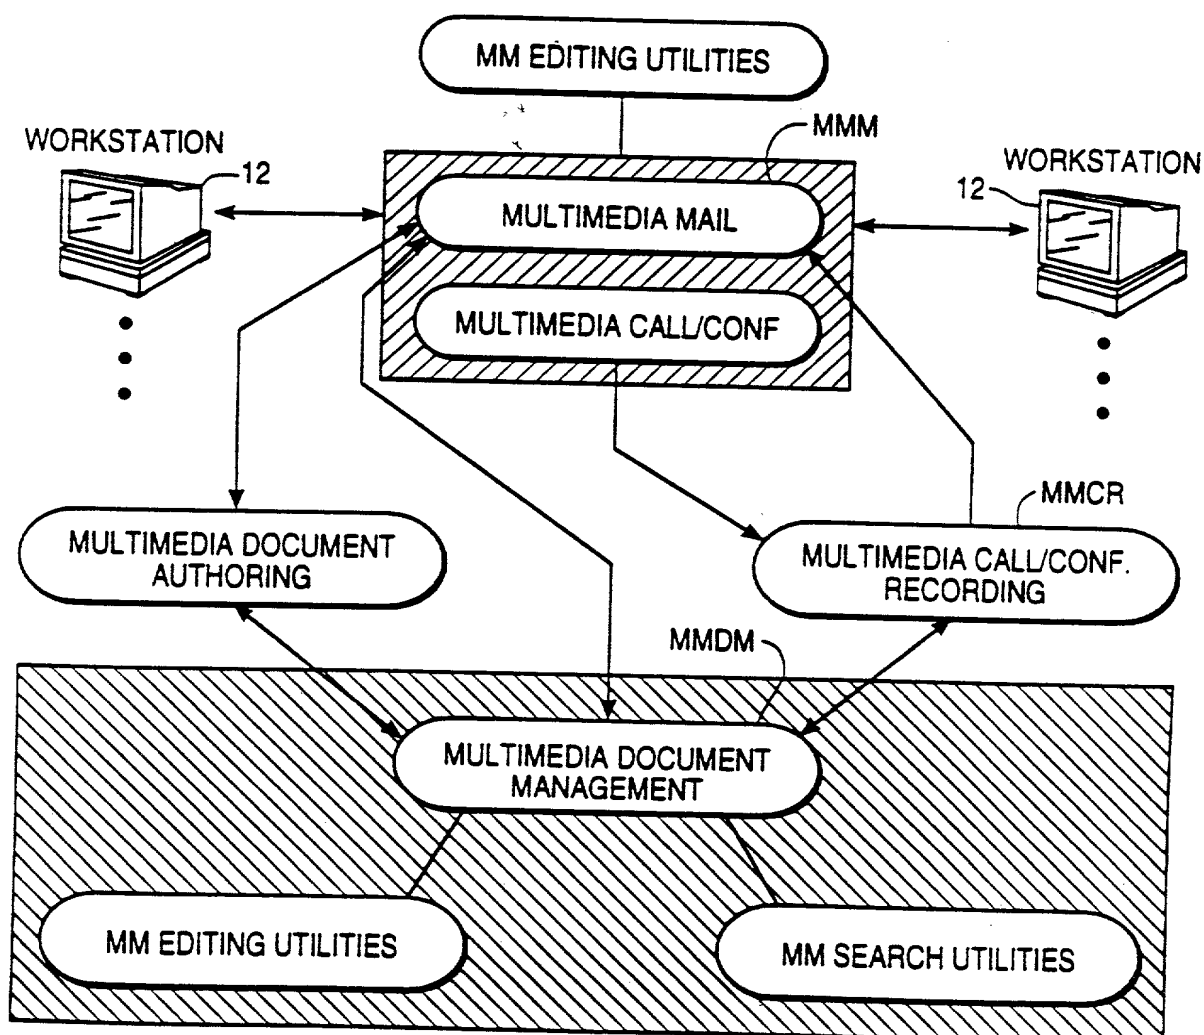 MM EDITING UTILITIES
MMM
WORKSTATION
12
WORKSTATION
12
MULTIMEDIA MAIL
MULTIMEDIA CALL/CONF
MMCR
MULTIMEDIA DOCUMENT
AUTHORING
MULTIMEDIA CALL/CONF.
RECORDING
MMDM
MULTIMEDIA DOCUMENT
MANAGEMENT
MM EDITING UTILITIES
MM SEARCH UTILITIES